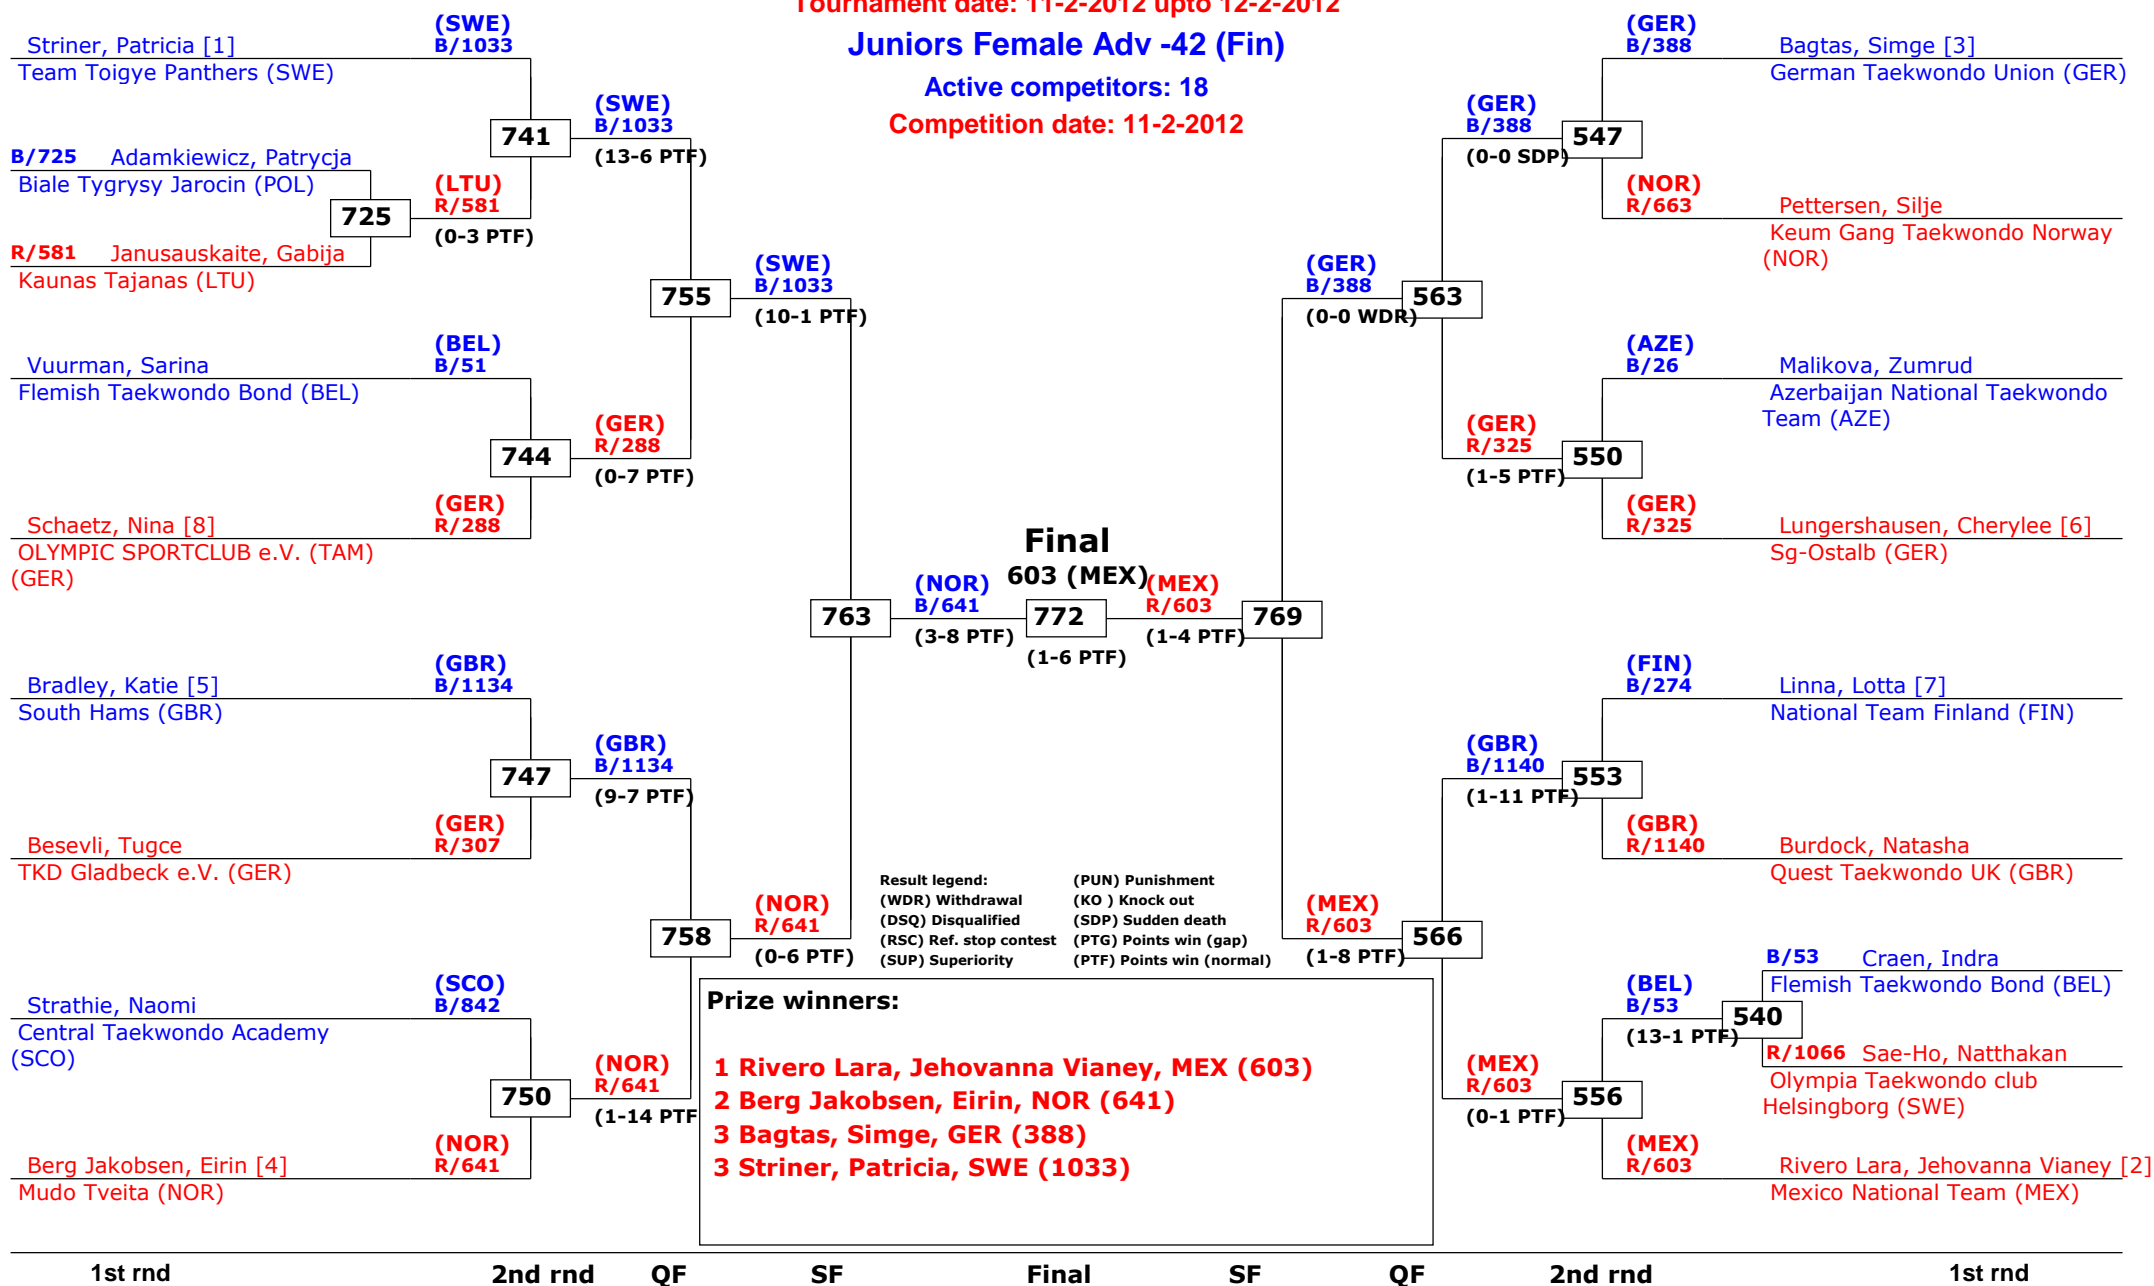 Tournament date: 11-2-2012 upto 12-2-2012
Juniors Female Adv -42 (Fin)
Active competitors: 18
Competition date: 11-2-2012
Striner, Patricia [1]
Team Toigye Panthers (SWE)
(SWE)
B/1033
B/725 Adamkiewicz, Patrycja
Biale Tygrysy Jarocin (POL)
725
R/581 Janusauskaite, Gabija
Kaunas Tajanas (LTU)
(LTU)
R/581
(0-3 PTF)
741
(SWE)
B/1033
(13-6 PTF)
Vuurman, Sarina
Flemish Taekwondo Bond (BEL)
(BEL)
B/51
744
Schaetz, Nina [8]
OLYMPIC SPORTCLUB e.V. (TAM)
(GER)
(GER)
R/288
(GER)
R/288
(0-7 PTF)
755
(SWE)
B/1033
(10-1 PTF)
Bradley, Katie [5]
South Hams (GBR)
(GBR)
B/1134
747
Besevli, Tugce
TKD Gladbeck e.V. (GER)
(GER)
R/307
(GBR)
B/1134
(9-7 PTF)
Strathie, Naomi
Central Taekwondo Academy
(SCO)
(SCO)
B/842
750
Berg Jakobsen, Eirin [4]
Mudo Tveita (NOR)
(NOR)
R/641
(NOR)
R/641
(1-14 PTF
758
(NOR)
R/641
(0-6 PTF)
763
(NOR)
B/641
(3-8 PTF)
Final
603 (MEX)
772
(1-6 PTF)
(MEX)
R/603
(1-4 PTF)
769
(GER)
B/388
(0-0 WDR)
563
(GER)
B/388
(0-0 SDP)
547
(GER)
B/388
Bagtas, Simge [3]
German Taekwondo Union (GER)
(NOR)
R/663
Pettersen, Silje
Keum Gang Taekwondo Norway
(NOR)
(AZE)
B/26
Malikova, Zumrud
Azerbaijan National Taekwondo
Team (AZE)
(GER)
R/325
(1-5 PTF)
550
(GER)
R/325
Lungershausen, Cherylee [6]
Sg-Ostalb (GER)
(FIN)
B/274
Linna, Lotta [7]
National Team Finland (FIN)
(GBR)
B/1140
(1-11 PTF)
553
(GBR)
R/1140
Burdock, Natasha
Quest Taekwondo UK (GBR)
(MEX)
R/603
(1-8 PTF)
566
B/53 Craen, Indra
Flemish Taekwondo Bond (BEL)
(BEL)
B/53
(13-1 PTF)
540
R/1066 Sae-Ho, Natthakan
Olympia Taekwondo club
Helsingborg (SWE)
(MEX)
R/603
(0-1 PTF)
556
(MEX)
R/603
Rivero Lara, Jehovanna Vianey [2]
Mexico National Team (MEX)
Result legend:
(WDR) Withdrawal
(DSQ) Disqualified
(RSC) Ref. stop contest
(SUP) Superiority
(PUN) Punishment
(KO ) Knock out
(SDP) Sudden death
(PTG) Points win (gap)
(PTF) Points win (normal)
Prize winners:
1 Rivero Lara, Jehovanna Vianey, MEX (603)
2 Berg Jakobsen, Eirin, NOR (641)
3 Bagtas, Simge, GER (388)
3 Striner, Patricia, SWE (1033)
1st rnd 2nd rnd QF SF Final SF QF 2nd rnd 1st rnd